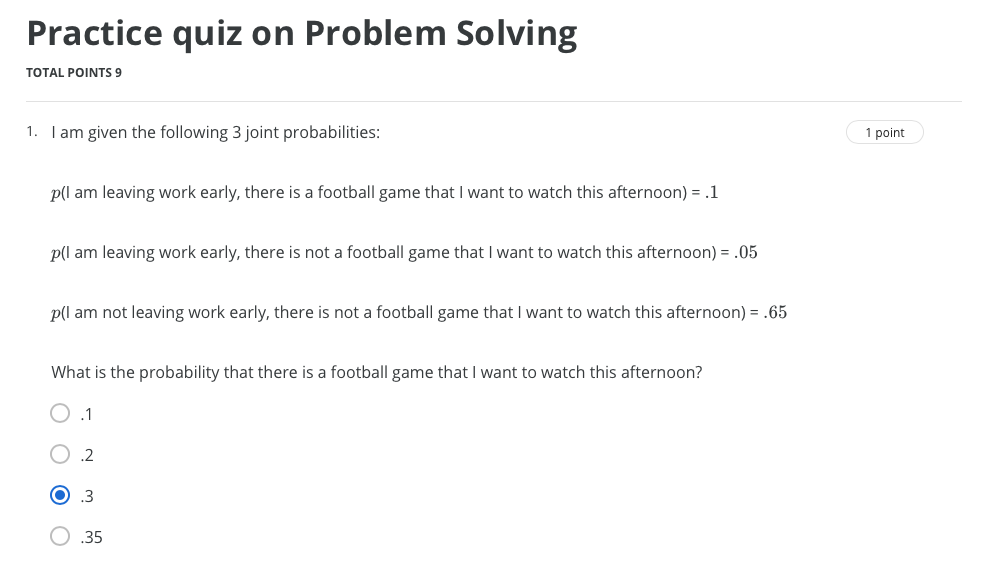 Practice quiz on Problem Solving
TOTAL POINTS 9
1. I am given the following 3 joint probabilities:
1 point
p(I am leaving work early, there is a football game that I want to watch this afternoon) = .1
p(I am leaving work early, there is not a football game that I want to watch this afternoon) = .05
p(I am not leaving work early, there is not a football game that I want to watch this afternoon) = .65
What is the probability that there is a football game that I want to watch this afternoon?
.1
.2
.3
.35